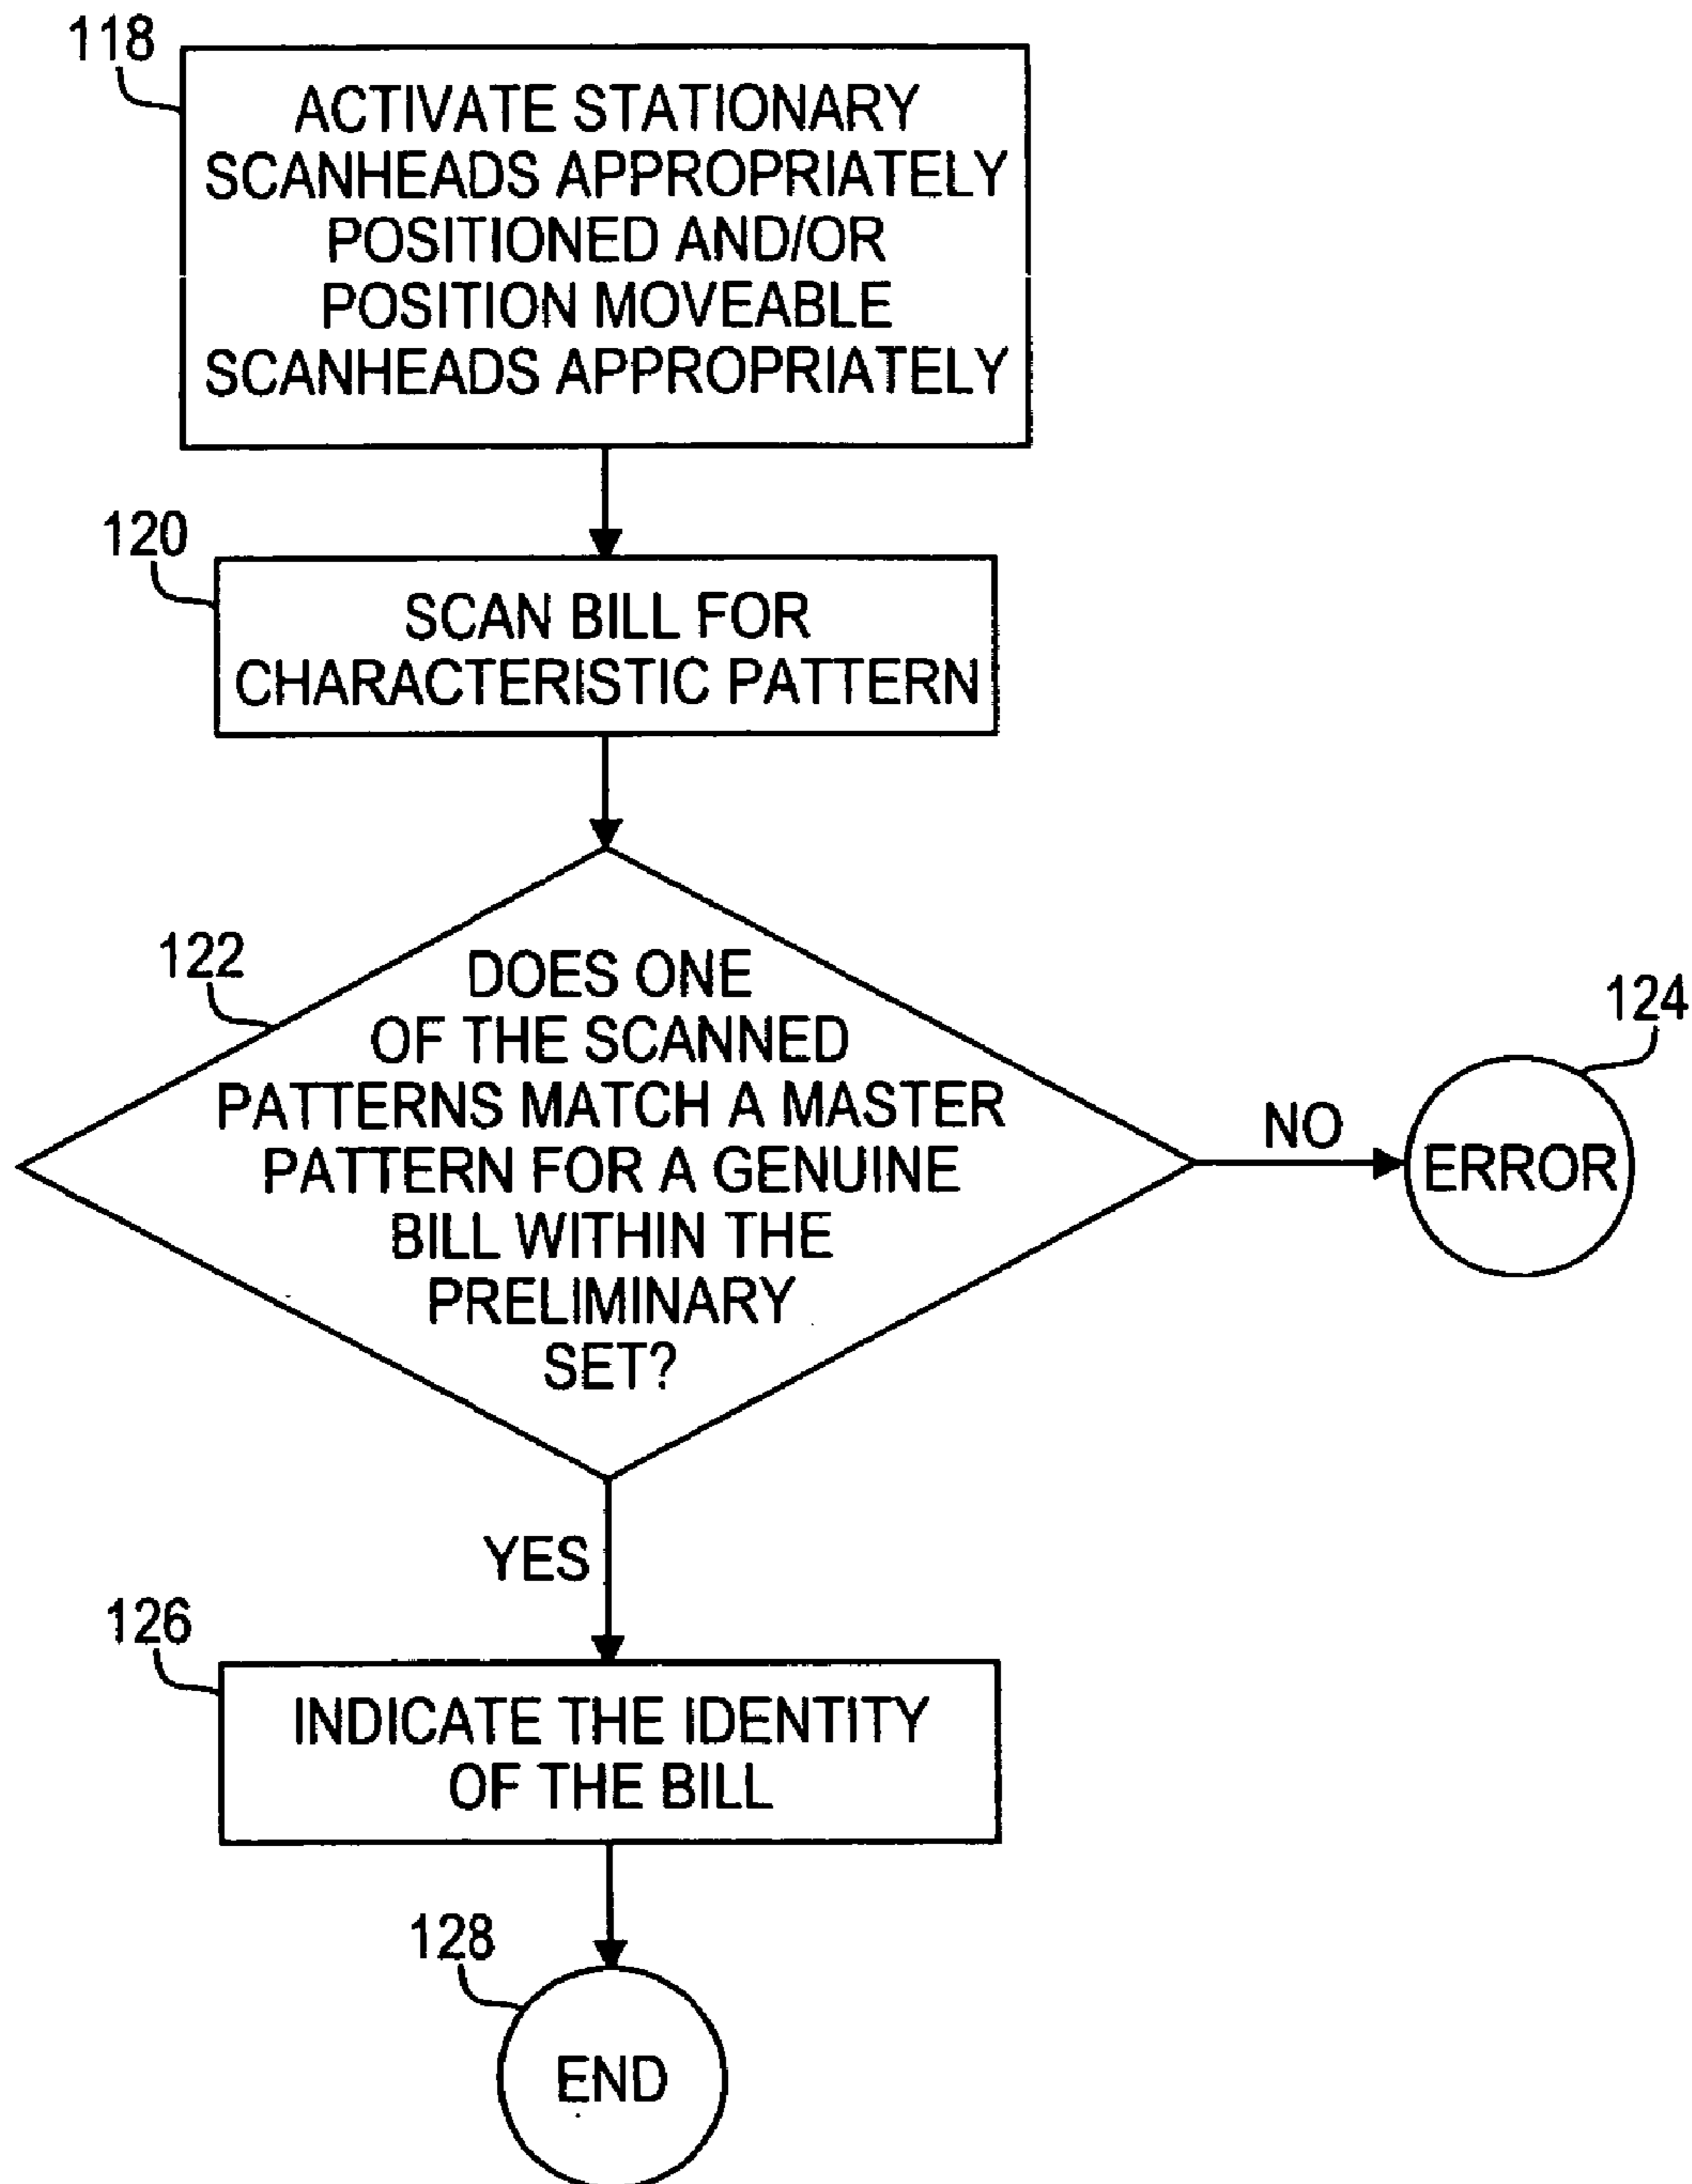 118
ACTIVATE STATIONARY
SCANHEADS APPROPRIATELY
POSITIONED AND/OR
POSITION MOVEABLE
SCANHEADS APPROPRIATELY
120
SCAN BILL FOR
CHARACTERISTIC PATTERN
122
DOES ONE
OF THE SCANNED
PATTERNS MATCH A MASTER
PATTERN FOR A GENUINE
BILL WITHIN THE
PRELIMINARY
SET?
NO
124
ERROR
YES
126
INDICATE THE IDENTITY
OF THE BILL
128
END